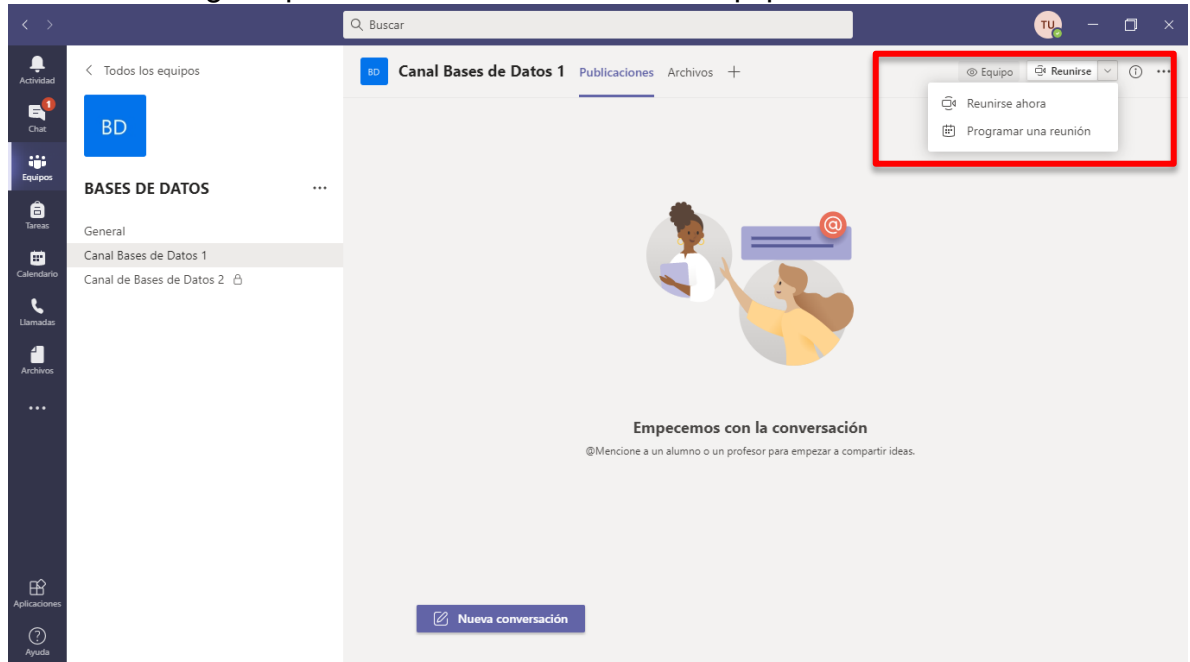 Buscar
TU
Actividad
1
Chat
Equipos
Tareas
Calendario
Llamadas
Archivos
Aplicaciones
Ayuda
Todos los equipos
BD
BASES DE DATOS
General
Canal Bases de Datos 1
Canal de Bases de Datos 2
BD Canal Bases de Datos 1 Publicaciones Archivos
Equipo Reunirse
Reunirse ahora
Programar una reunión
@
Empecemos con la conversación
@Mencione a un alumno o un profesor para empezar a compartir ideas.
Nueva conversación